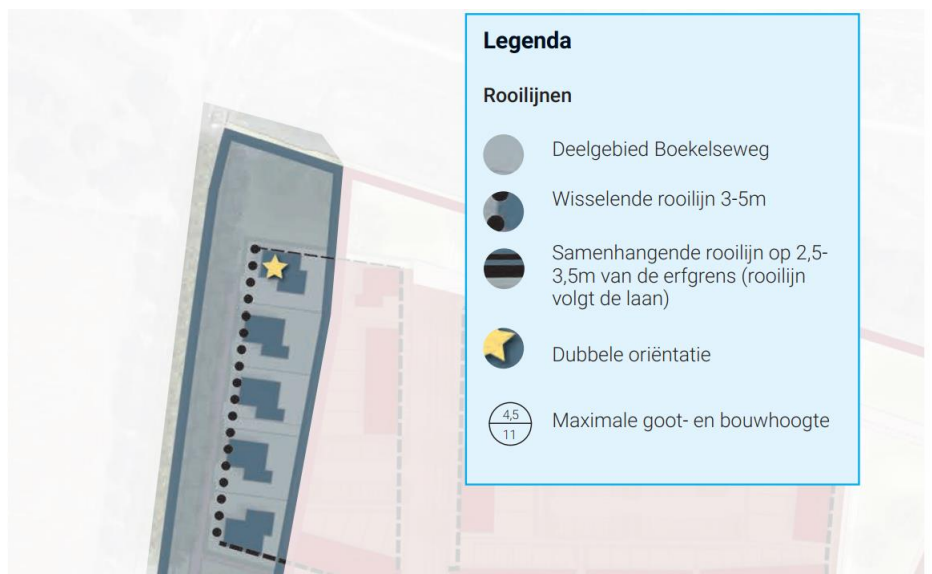 Legenda
Rooilijnen
Deelgebied Boekelseweg
Wisselende rooilijn 3-5m
Samenhangende rooilijn op 2,5-
3,5m van de erfgrens (rooilijn
volgt de laan)
Dubbele oriëntatie
4,5
11
Maximale goot- en bouwhoogte